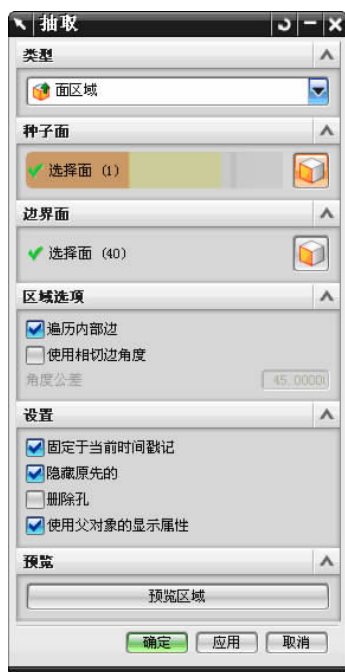 抽取
类型
面区域
种子面
选择面 (1)
边界面
选择面 (40)
区域选项
遍历内部边
使用相切边角度
角度公差 45.0000
设置
固定于当前时间戳记
隐藏原先的
删除孔
使用父对象的显示属性
预览
预览区域
确定 应用 取消